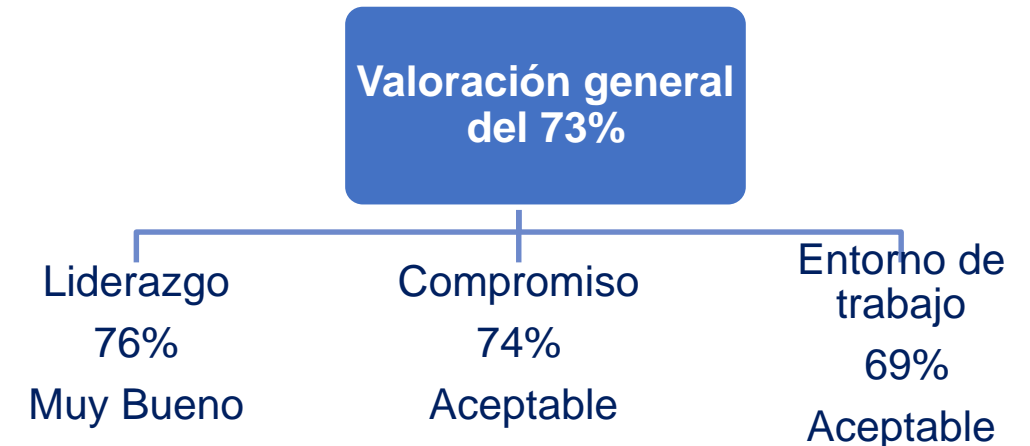 Valoración general
del 73%
Liderazgo
76%
Muy Bueno
Compromiso
74%
Aceptable
Entorno de
trabajo
69%
Aceptable